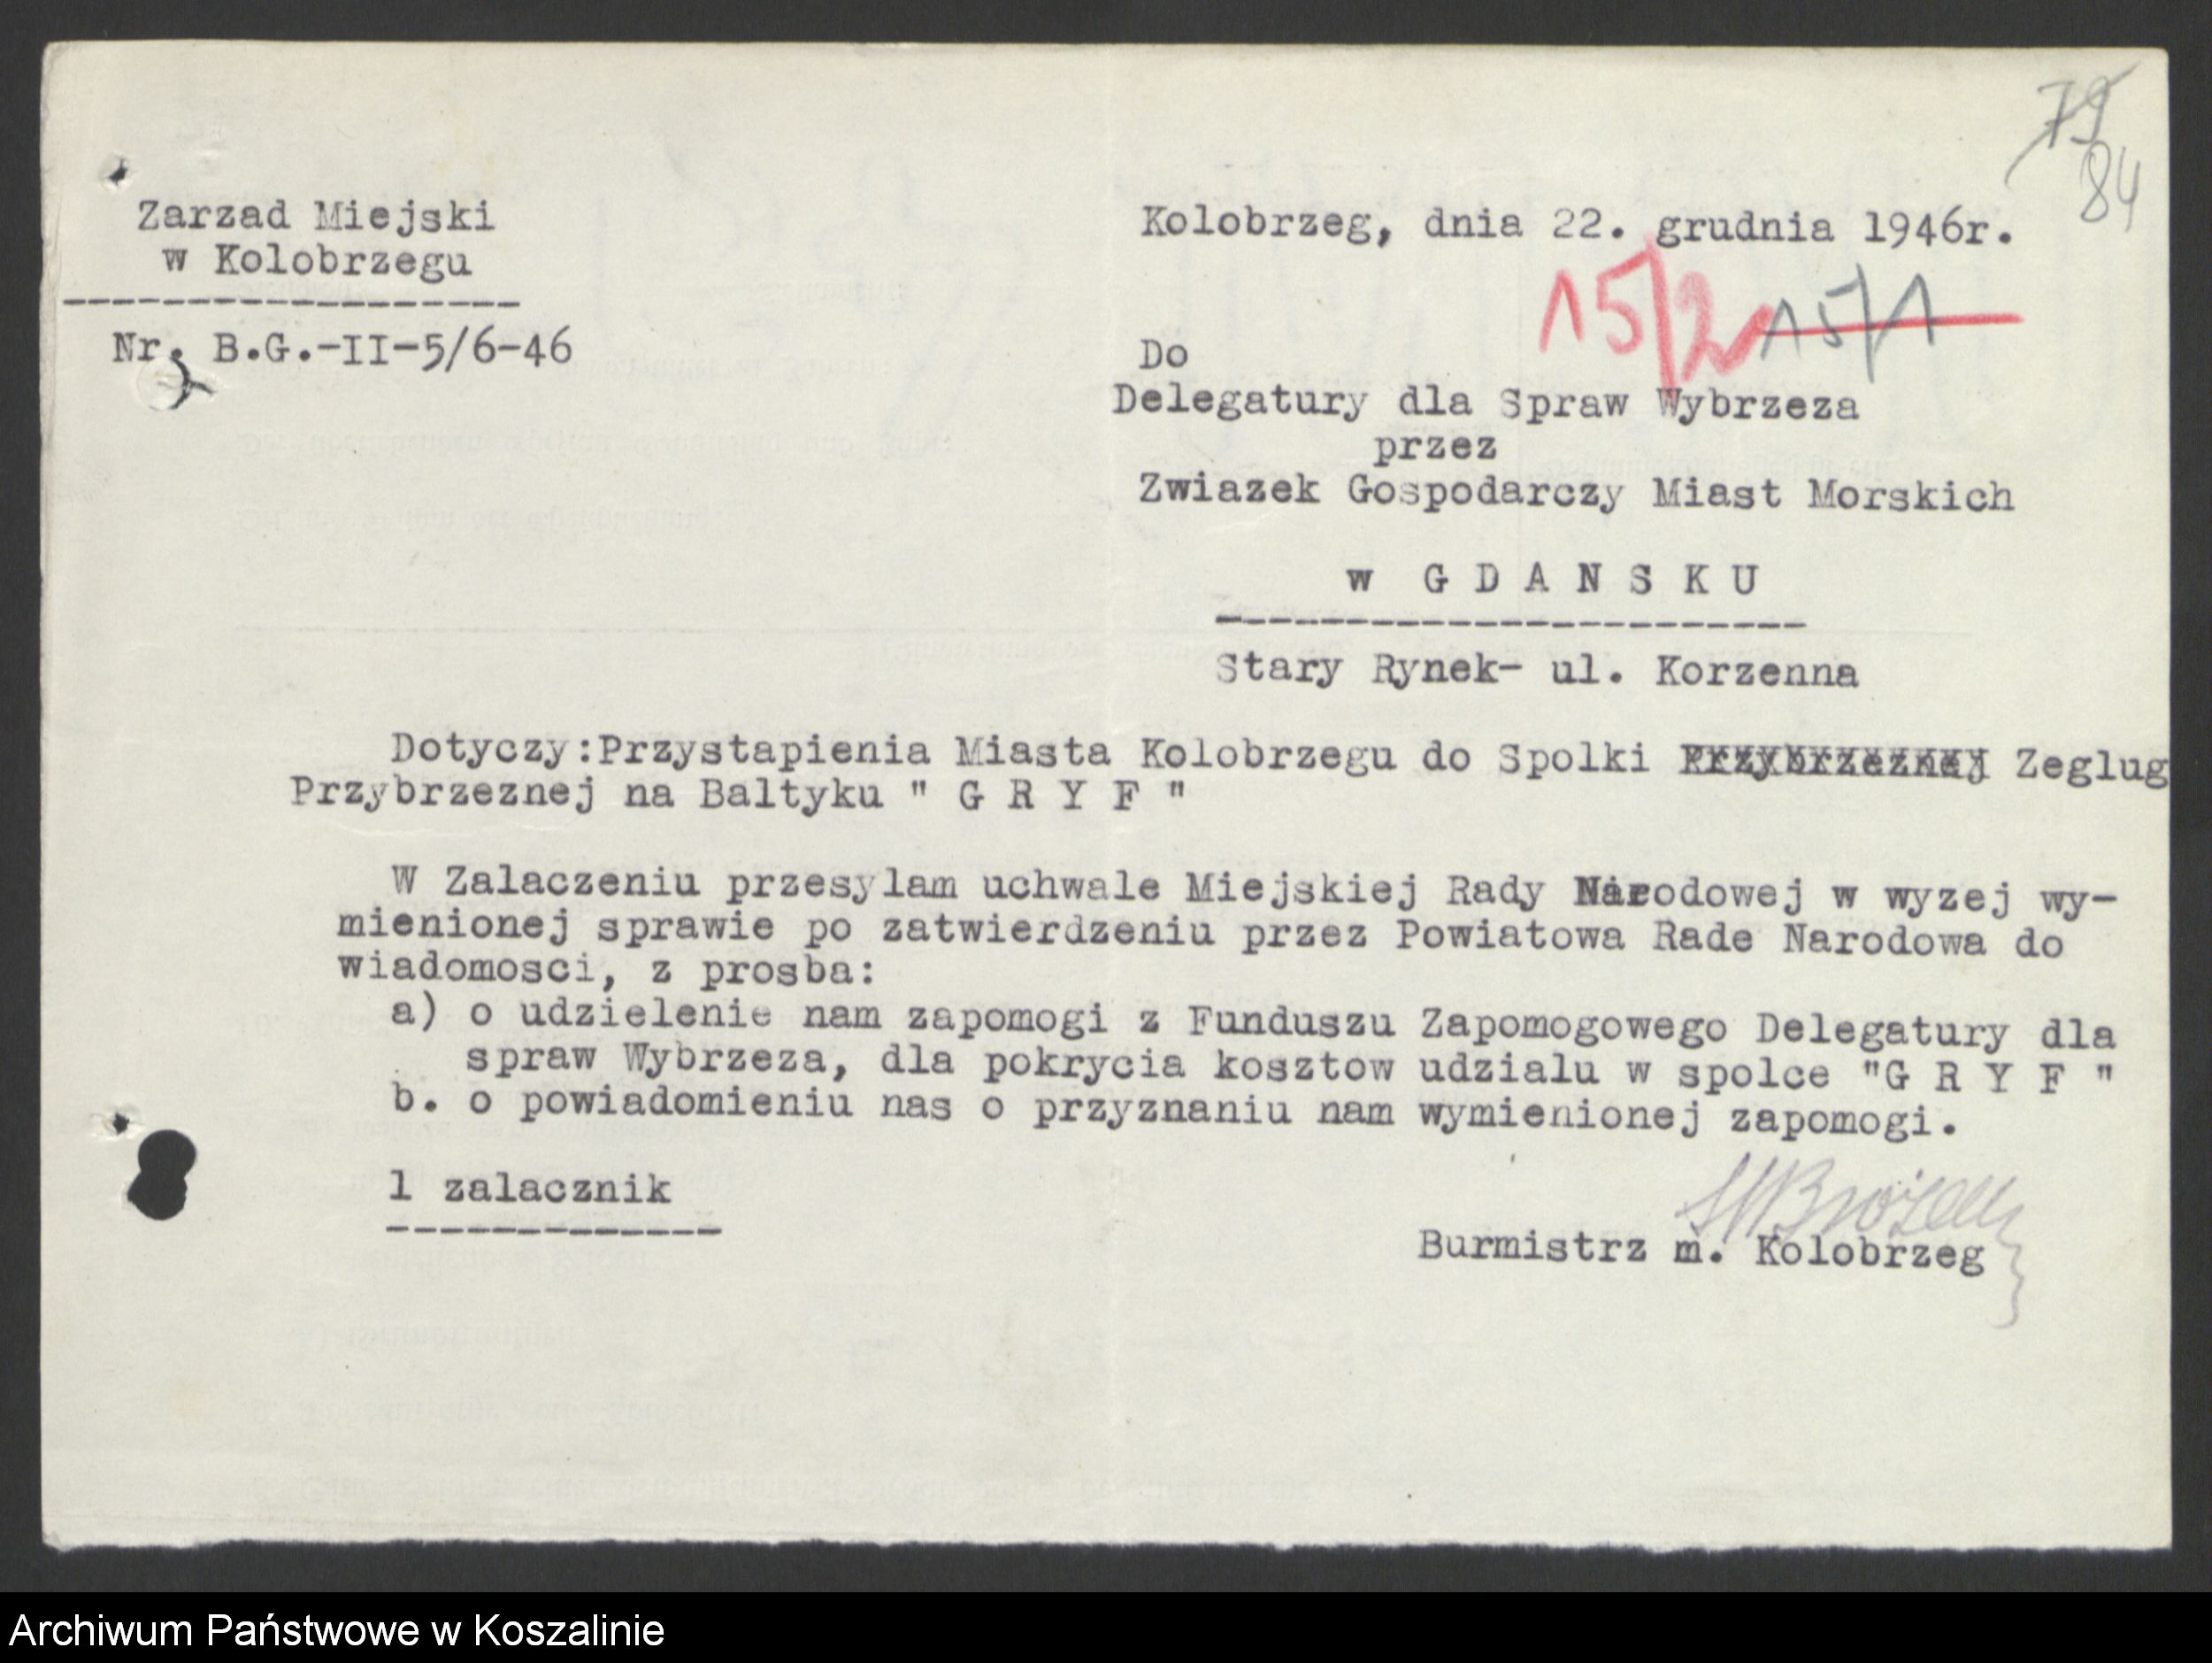 79
84
Zarzad Miejski
w Kolobrzegu
Nr. B.G.-II-5/6-46
Kolobrzeg, dnia 22. grudnia 1946r.
15/2 15/1
Do
Delegatury dla Spraw Wybrzeza
przez
Zwiazek Gospodarczy Miast Morskich
w G D A N S K U
Stary Rynek- ul. Korzenna
Dotyczy:Przystapienia Miasta Kolobrzegu do Spolki Przybrzeznej Zeglug
Przybrzeznej na Baltyku " G R Y F "
W Zalaczeniu przesylam uchwale Miejskiej Rady Narodowej w wyzej wy-
mienionej sprawie po zatwierdzeniu przez Powiatowa Rade Narodowa do
wiadomosci, z prosba:
a) o udzielenie nam zapomogi z Funduszu Zapomogowego Delegatury dla
spraw Wybrzeza, dla pokrycia kosztow udzialu w spolce "G R Y F "
b. o powiadomieniu nas o przyznaniu nam wymienionej zapomogi.
1 zalacznik
Burmistrz m. Kolobrzeg
Archiwum Państwowe w Koszalinie